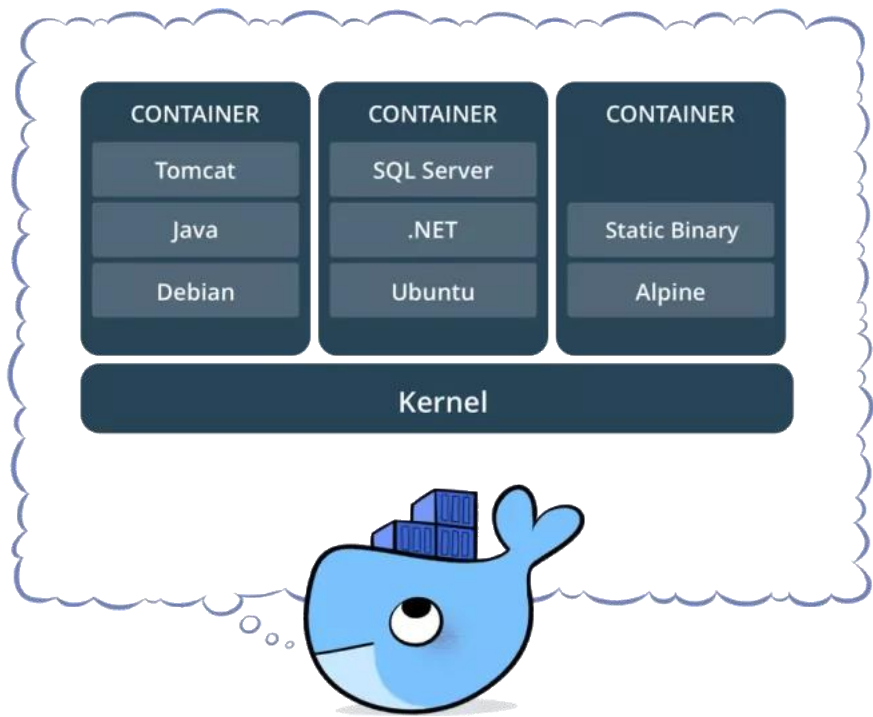 CONTAINER
Tomcat
Java
Debian
CONTAINER
SQL Server
.NET
Ubuntu
CONTAINER
Static Binary
Alpine
Kernel